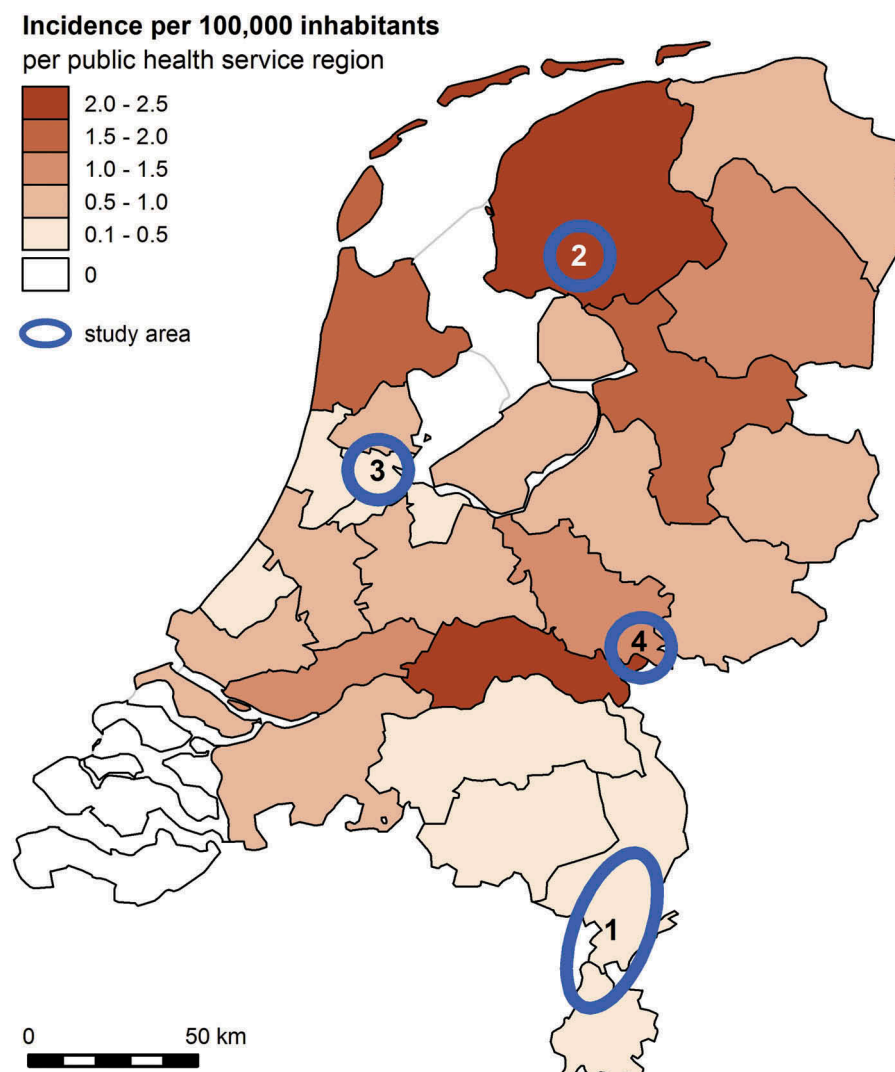 Incidence per 100,000 inhabitants
per public health service region
2.0 - 2.5
1.5 - 2.0
1.0 - 1.5
0.5 - 1.0
0.1 - 0.5
0
study area
2
3
4
1
0 50 km